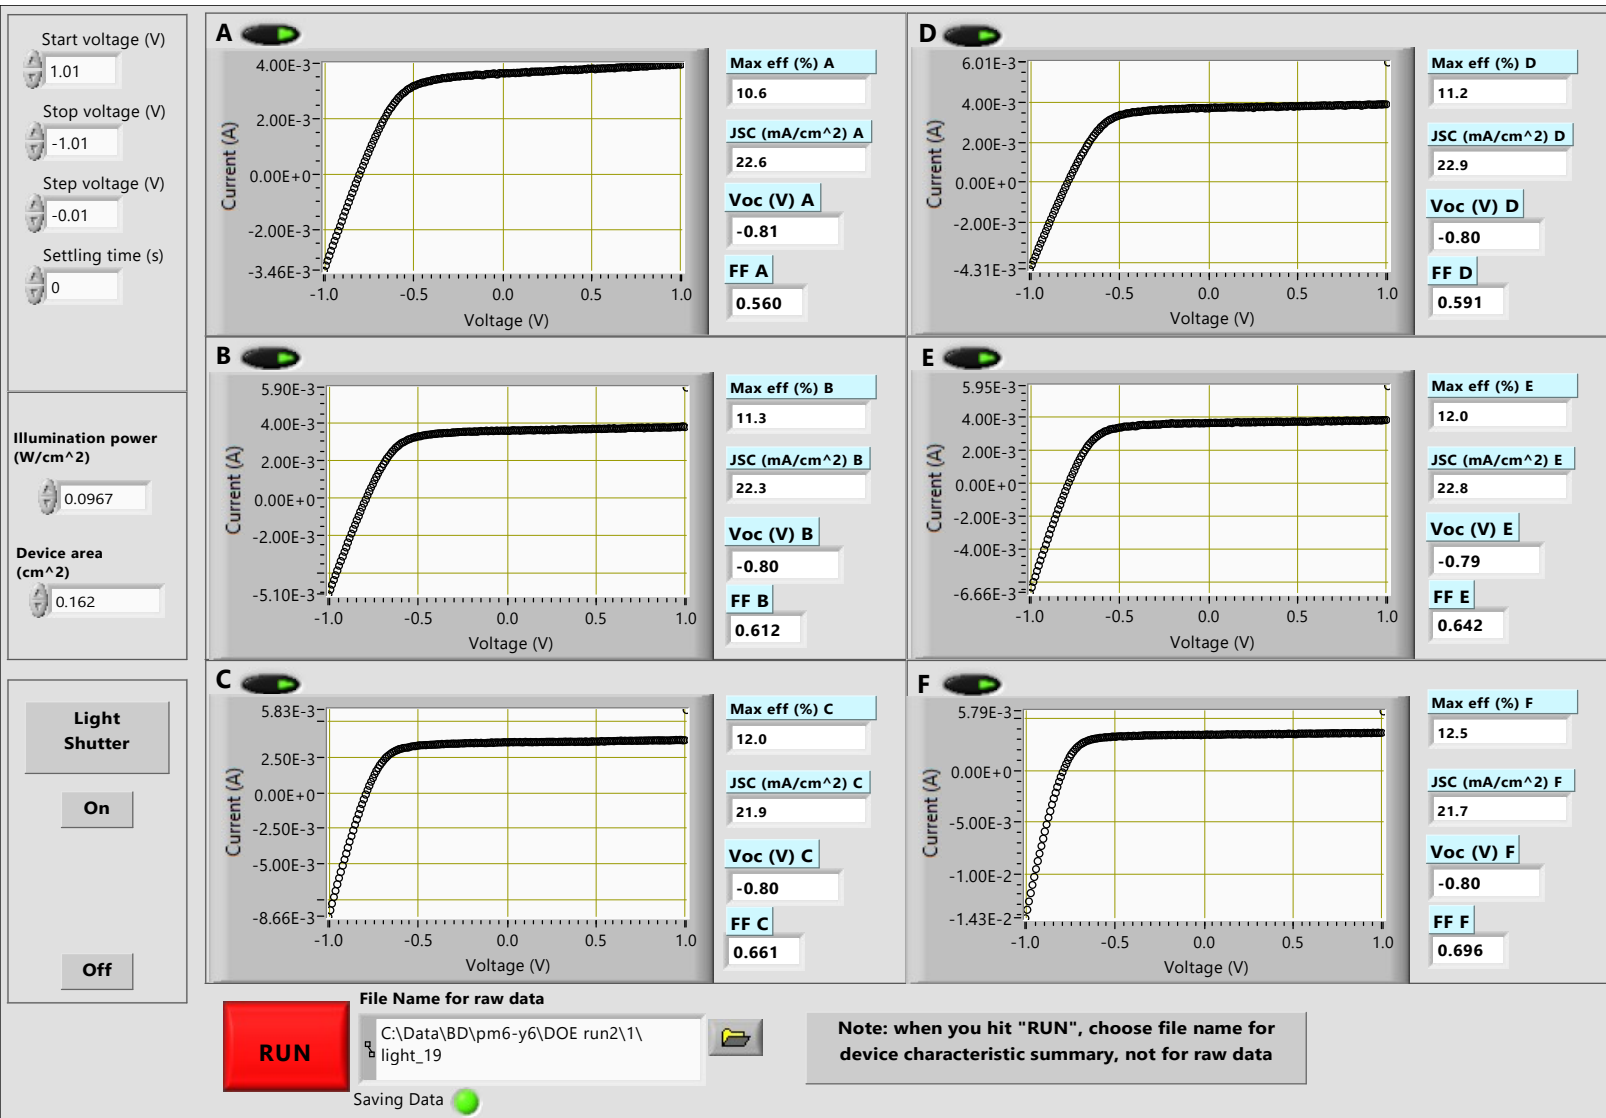 Start voltage (V)
1.01
Stop voltage (V)
-1.01
Step voltage (V)
-0.01
Settling time (s)
0
Illumination power
(W/cm^2)
0.0967
Device area
(cm^2)
0.162
Light
Shutter
On
Off
A
4.00E-3
2.00E-3
0.00E+0
-2.00E-3
-3.46E-3
Current (A)
-1.0 -0.5 0.0 0.5 1.0
Voltage (V)
Max eff (%) A
10.6
JSC (mA/cm^2) A
22.6
Voc (V) A
-0.81
FF A
0.560
D
6.01E-3
4.00E-3
2.00E-3
0.00E+0
-2.00E-3
-4.31E-3
Current (A)
-1.0 -0.5 0.0 0.5 1.0
Voltage (V)
Max eff (%) D
11.2
JSC (mA/cm^2) D
22.9
Voc (V) D
-0.80
FF D
0.591
B
5.90E-3
4.00E-3
2.00E-3
0.00E+0
-2.00E-3
-5.10E-3
Current (A)
-1.0 -0.5 0.0 0.5 1.0
Voltage (V)
Max eff (%) B
11.3
JSC (mA/cm^2) B
22.3
Voc (V) B
-0.80
FF B
0.612
E
5.95E-3
4.00E-3
2.00E-3
0.00E+0
-2.00E-3
-4.00E-3
-6.66E-3
Current (A)
-1.0 -0.5 0.0 0.5 1.0
Voltage (V)
Max eff (%) E
12.0
JSC (mA/cm^2) E
22.8
Voc (V) E
-0.79
FF E
0.642
C
5.83E-3
2.50E-3
0.00E+0
-2.50E-3
-5.00E-3
-8.66E-3
Current (A)
-1.0 -0.5 0.0 0.5 1.0
Voltage (V)
Max eff (%) C
12.0
JSC (mA/cm^2) C
21.9
Voc (V) C
-0.80
FF C
0.661
F
5.79E-3
0.00E+0
-5.00E-3
-1.00E-2
-1.43E-2
Current (A)
-1.0 -0.5 0.0 0.5 1.0
Voltage (V)
Max eff (%) F
12.5
JSC (mA/cm^2) F
21.7
Voc (V) F
-0.80
FF F
0.696
RUN
File Name for raw data
C:\Data\BD\pm6-y6\DOE run2\1\
light_19
Saving Data
Note: when you hit "RUN", choose file name for
device characteristic summary, not for raw data